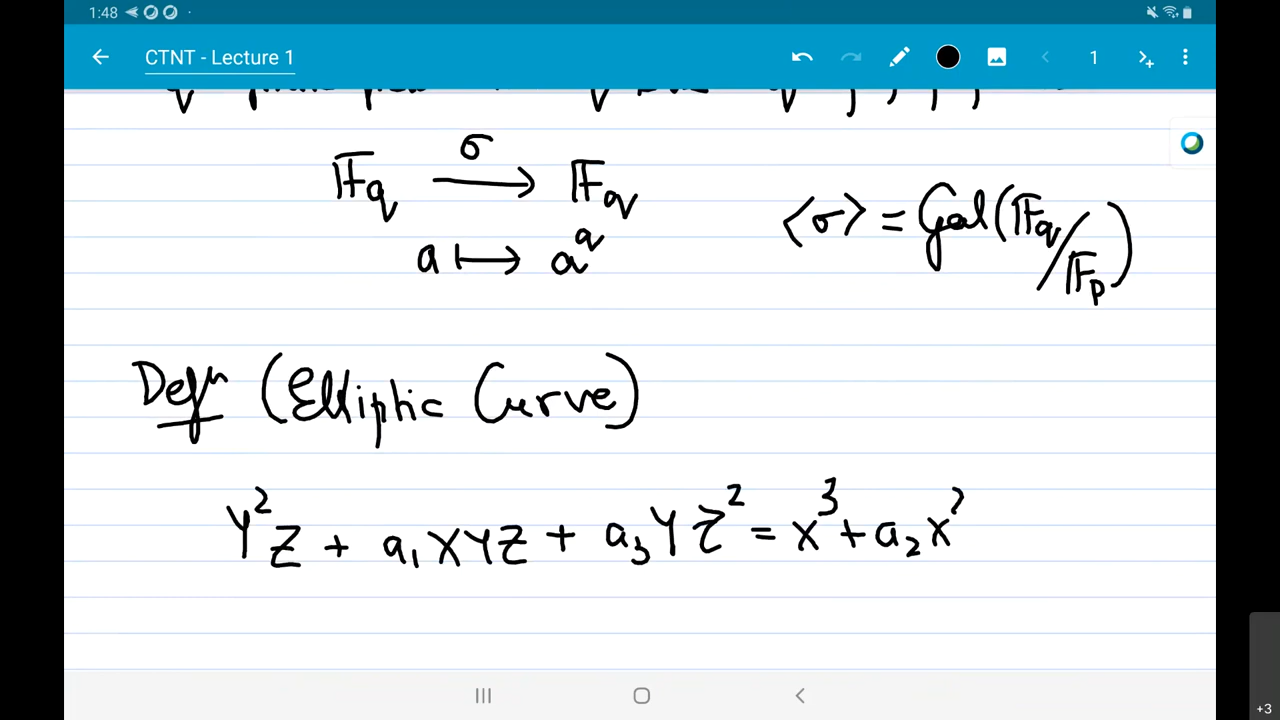 1:48
CTNT - Lecture 1
1
𝔽q σ⟶ 𝔽q
⟨σ⟩ = Gal(𝔽q/𝔽p)
a ⟼ a^q
Defn (Elliptic Curve)
Y²Z + a₁XYZ + a₃YZ² = X³ + a₂X²
+3